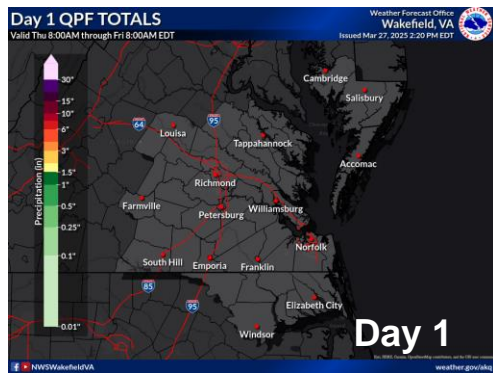 Day 1 QPF TOTALS
Valid Thu 8:00AM through Fri 8:00AM EDT
Weather Forecast Office
Wakefield, VA
Issued Mar 27, 2025 2:20 PM EDT
Precipitation (in)
30"
15"
10"
6"
3"
2"
1.5"
1"
0.5"
0.25"
0.1"
0.01"
Cambridge
Salisbury
64
95
Louisa
Tappahannock
Accomac
Richmond
Farmville
Petersburg
Williamsburg
Norfolk
South Hill
Emporia
Franklin
85
95
Elizabeth City
Windsor
Day 1
NWSWakefieldVA
weather.gov/akq